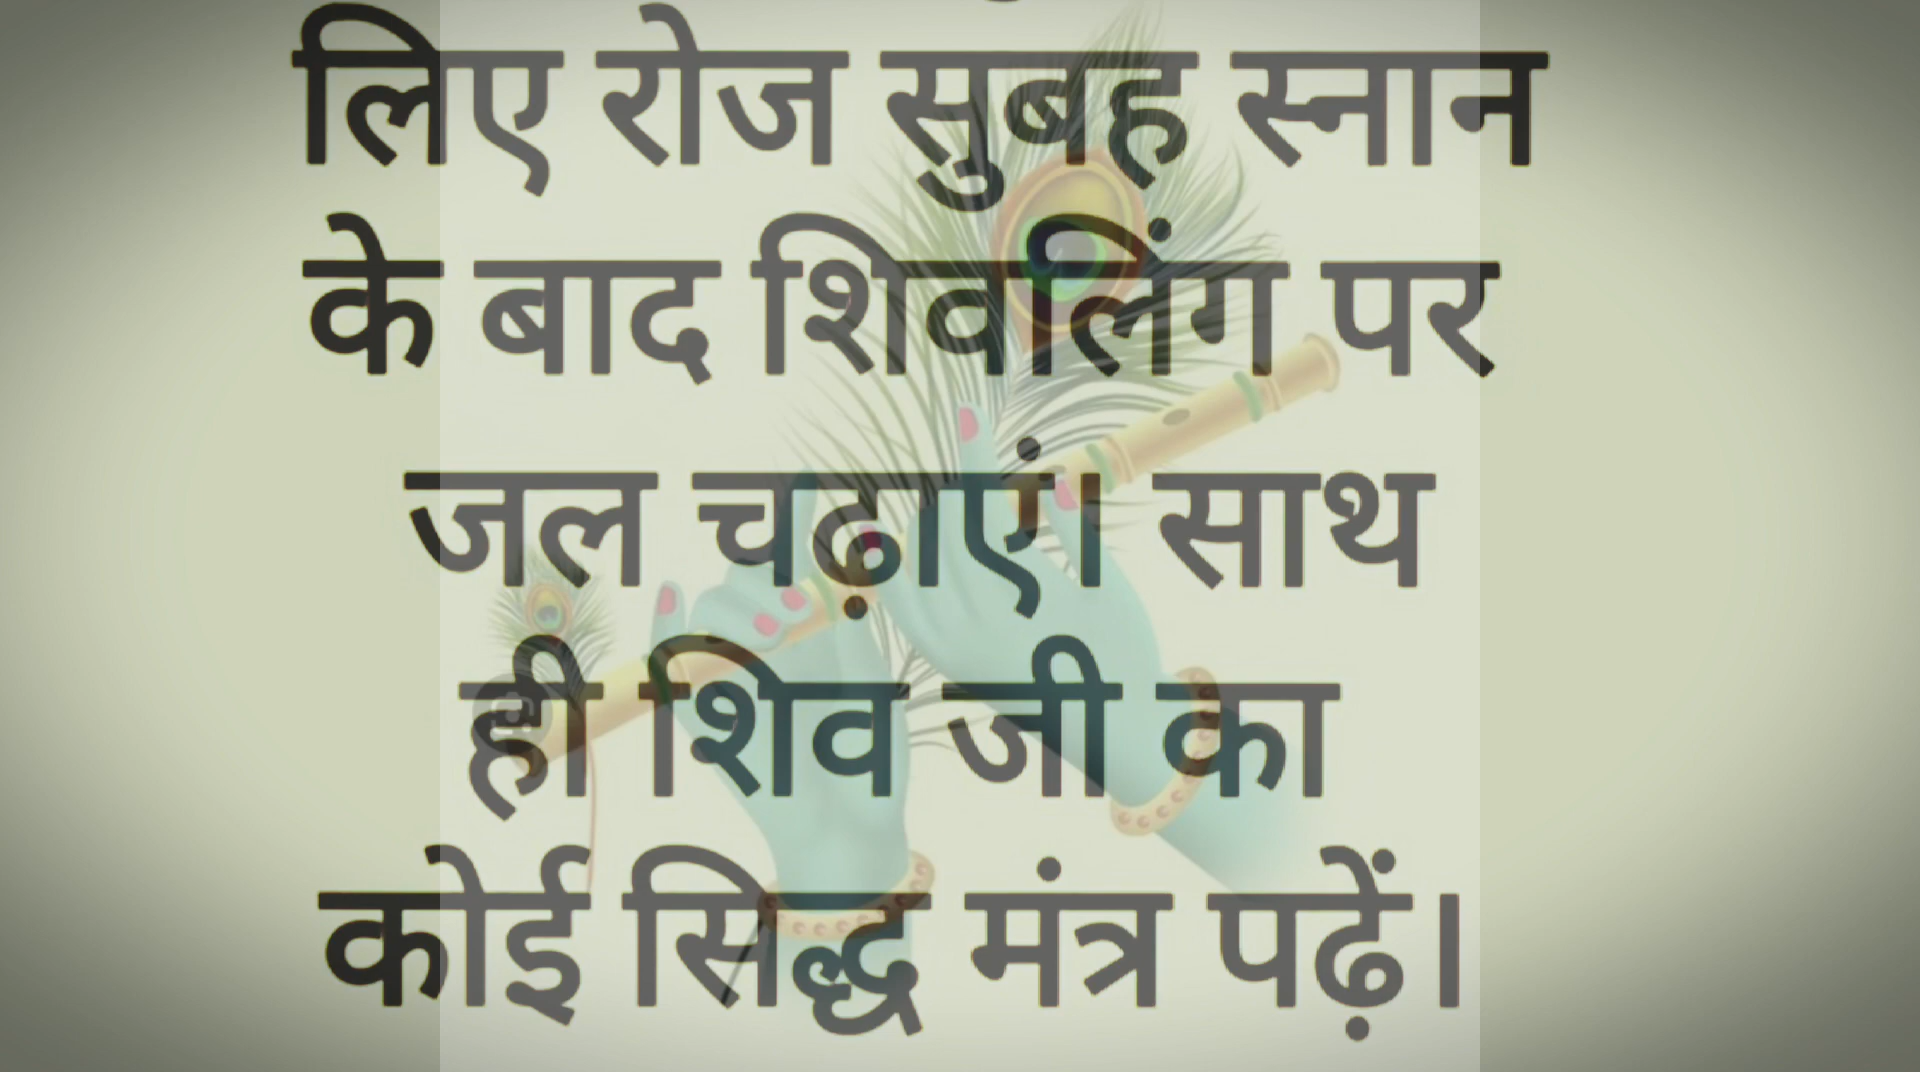 लिए रोज सुबह स्नान
के बाद शिवलिंग पर
जल चढ़ाएं। साथ
ही शिव जी का
कोई सिद्ध मंत्र पढ़ें।